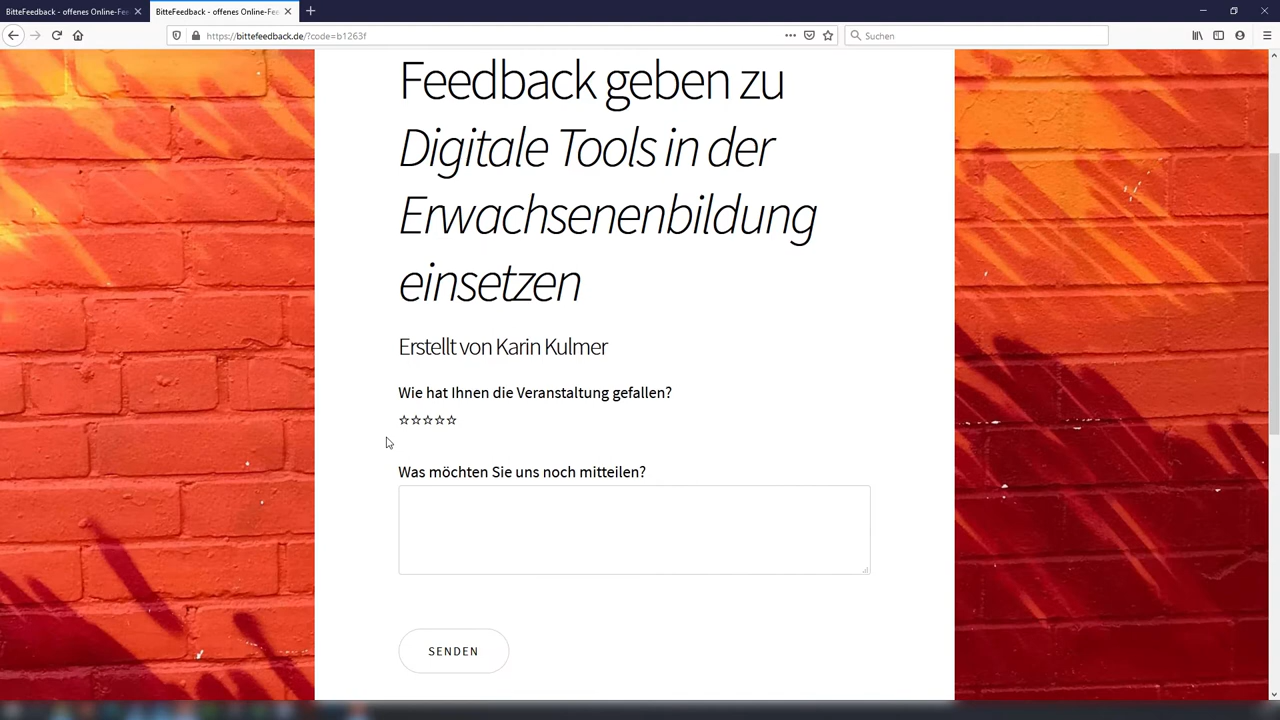 BitteFeedback - offenes Online-Fee
BitteFeedback - offenes Online-Fee
https://bittefeedback.de/?code=b1263f
Suchen
Feedback geben zu
Digitale Tools in der
Erwachsenenbildung
einsetzen
Erstellt von Karin Kulmer
Wie hat Ihnen die Veranstaltung gefallen?
Was möchten Sie uns noch mitteilen?
SENDEN